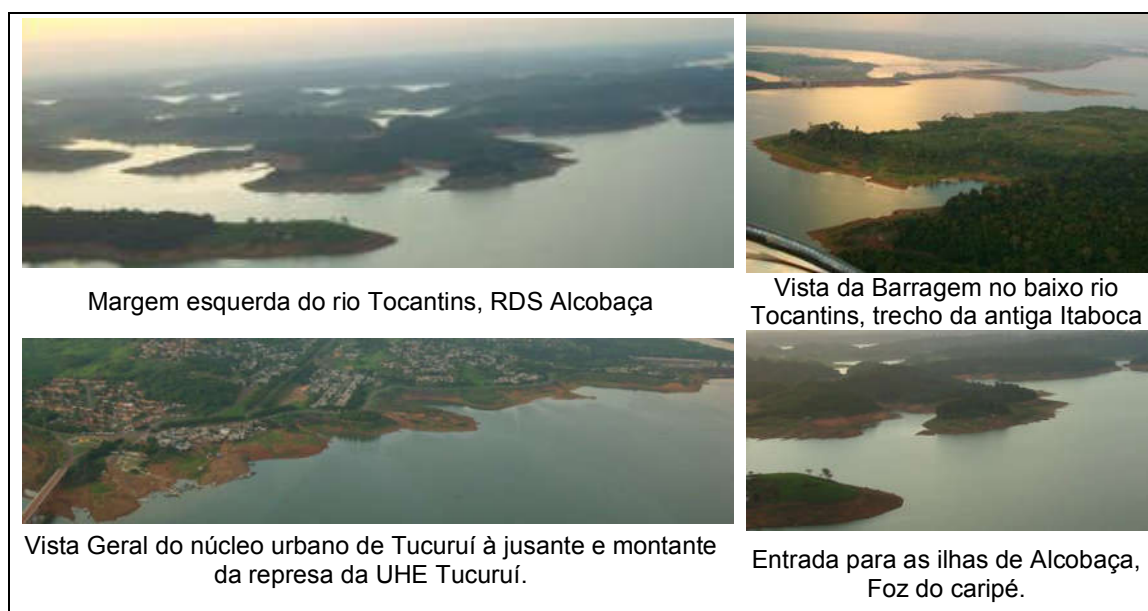 Margem esquerda do rio Tocantins, RDS Alcobaça
Vista da Barragem no baixo rio
Tocantins, trecho da antiga Itaboca
Vista Geral do núcleo urbano de Tucuruí à jusante e montante
da represa da UHE Tucuruí.
Entrada para as ilhas de Alcobaça,
Foz do caripé.